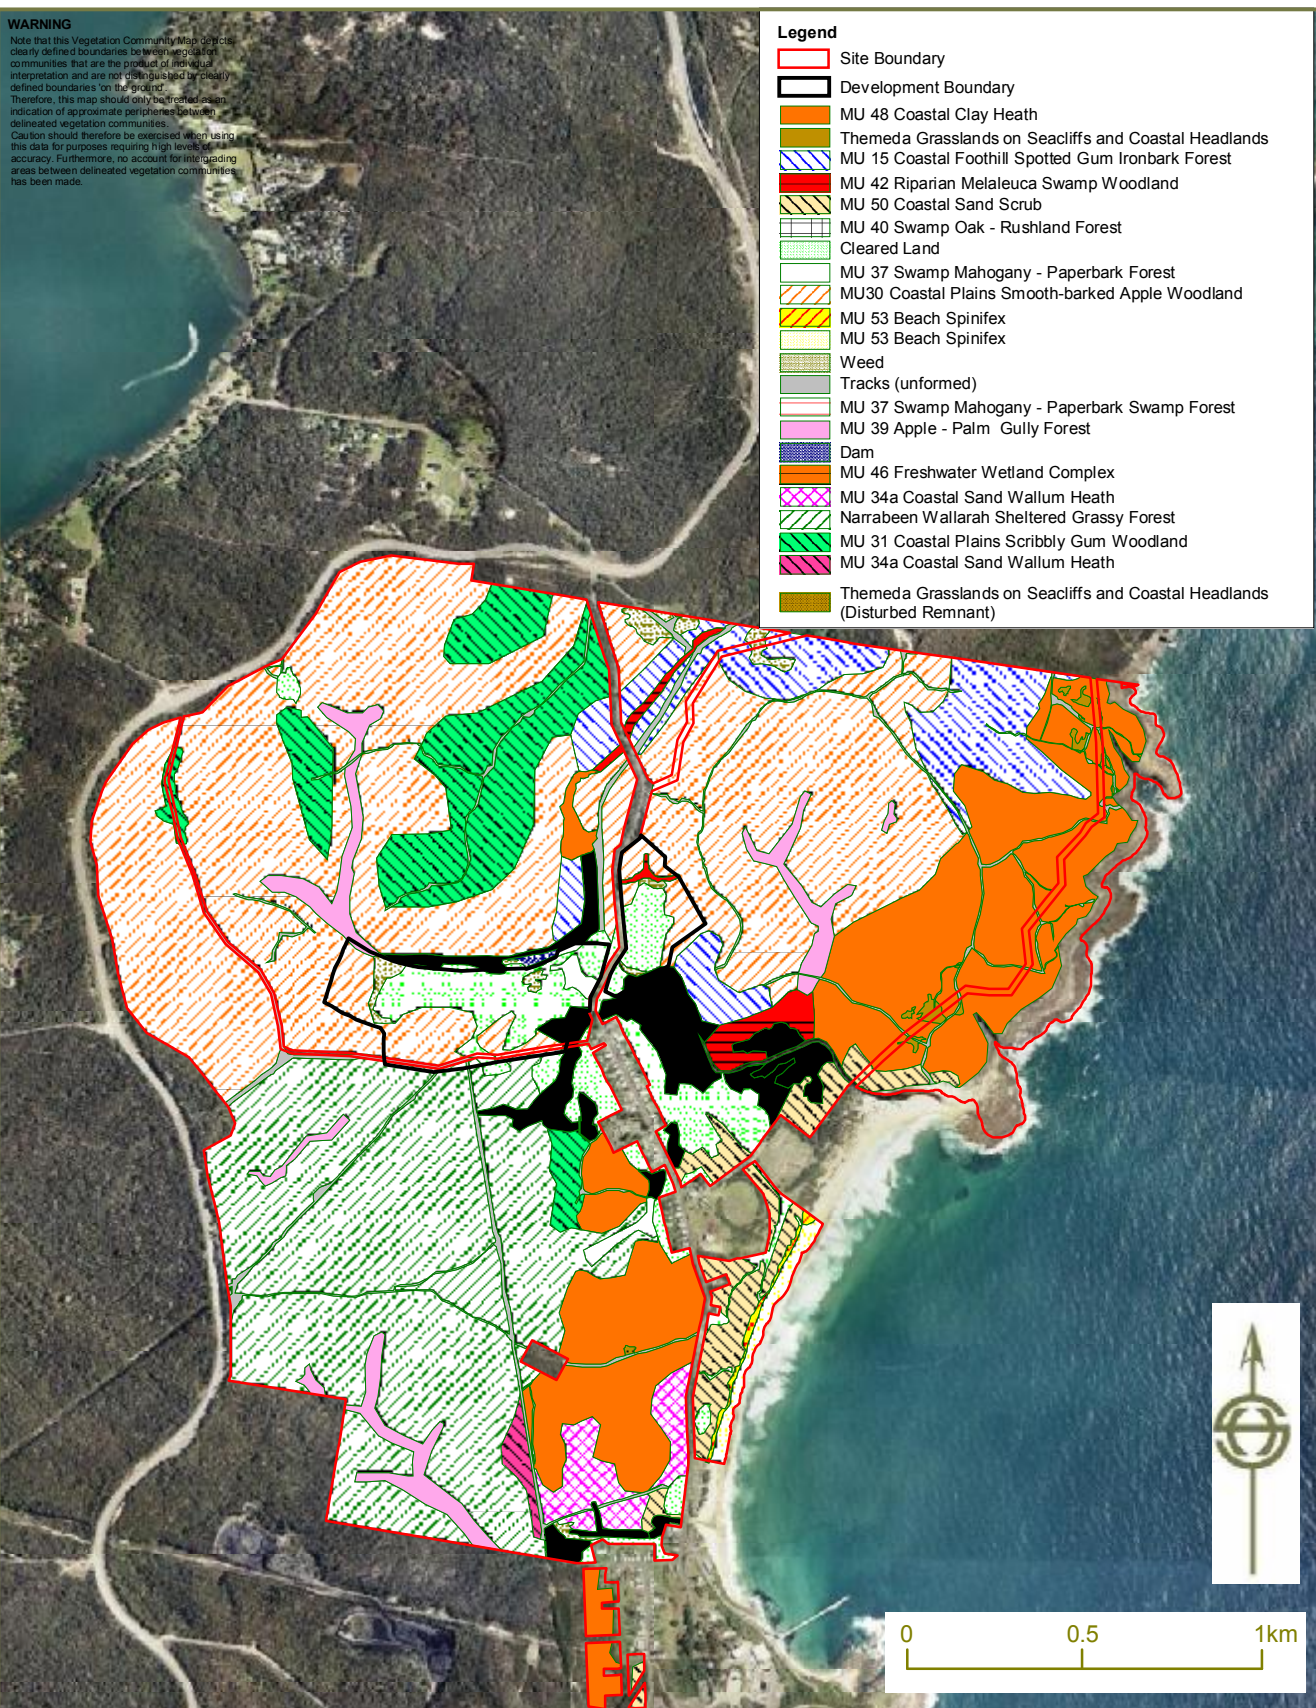 WARNING
Note that this Vegetation Community Map depicts
clearly defined boundaries between vegetation
communities that are the product of individual
interpretation and are not distinguished by clearly
defined boundaries 'on the ground'.
Therefore, this map should only be treated as an
indication of approximate peripheries between
delineated vegetation communities.
Caution should therefore be exercised when using
this data for purposes requiring high levels of
accuracy. Furthermore, no account for intergrading
areas between delineated vegetation communities
has been made.
Legend
Site Boundary
Development Boundary
MU 48 Coastal Clay Heath
Themeda Grasslands on Seacliffs and Coastal Headlands
MU 15 Coastal Foothill Spotted Gum Ironbark Forest
MU 42 Riparian Melaleuca Swamp Woodland
MU 50 Coastal Sand Scrub
MU 40 Swamp Oak - Rushland Forest
Cleared Land
MU 37 Swamp Mahogany - Paperbark Forest
MU30 Coastal Plains Smooth-barked Apple Woodland
MU 53 Beach Spinifex
MU 53 Beach Spinifex
Weed
Tracks (unformed)
MU 37 Swamp Mahogany - Paperbark Swamp Forest
MU 39 Apple - Palm Gully Forest
Dam
MU 46 Freshwater Wetland Complex
MU 34a Coastal Sand Wallum Heath
Narrabeen Wallarah Sheltered Grassy Forest
MU 31 Coastal Plains Scribbly Gum Woodland
MU 34a Coastal Sand Wallum Heath
Themeda Grasslands on Seacliffs and Coastal Headlands
(Disturbed Remnant)
0 0.5 1km